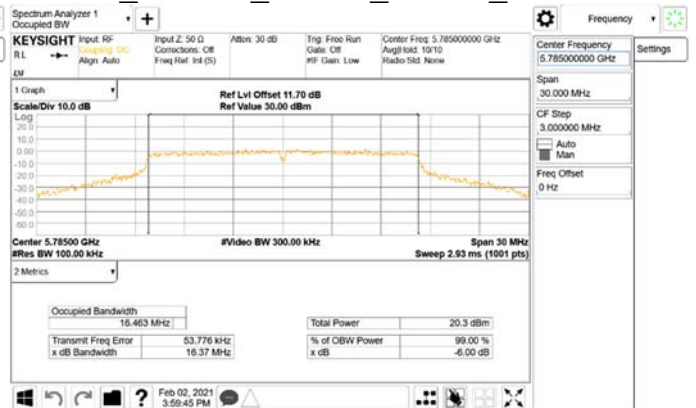 Spectrum Analyzer 1
Occupied BW
+
Frequency
KEYSIGHT
RL
Input: RF
Coupling: DC
Align: Auto
Input Z: 50 Ω
Corrections: Off
Freq Ref: Int (S)
Atten: 30 dB
Trig: Free Run
Gate: Off
#IF Gain: Low
Center Freq: 5.785000000 GHz
Avg|Hold: 10/10
Radio Std: None
Center Frequency
5.785000000 GHz
Settings
Span
30.000 MHz
CF Step
3.000000 MHz
Auto
Man
Freq Offset
0 Hz
1 Graph
Scale/Div 10.0 dB
Ref Lvl Offset 11.70 dB
Ref Value 30.00 dBm
Log
20.0
10.0
0.00
-10.0
-20.0
-30.0
-40.0
-50.0
-60.0
Center 5.78500 GHz
#Res BW 100.00 kHz
#Video BW 300.00 kHz
Span 30 MHz
Sweep 2.93 ms (1001 pts)
2 Metrics
Occupied Bandwidth
16.463 MHz
Total Power 20.3 dBm
Transmit Freq Error 53.776 kHz
% of OBW Power 99.00 %
x dB Bandwidth 16.37 MHz
x dB -6.00 dB
?
Feb 02, 2021
3:59:45 PM